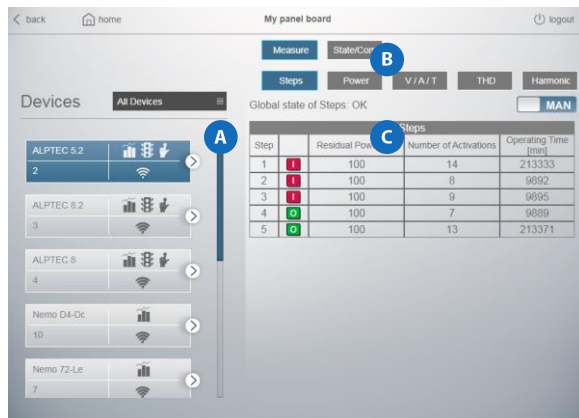 back home My panel board logout
Measure State/Con
B
Steps Power V / A / T THD Harmonic
Devices All Devices
Global state of Steps: OK MAN
A
C
Steps
ALPTEC 5.2
2
ALPTEC 8.2
3
ALPTEC 8
4
Nemo D4-Dc
10
Nemo 72-Le
7
Step Residual Pow Number of Activations Operating Time [min]
1 I 100 14 213333
2 I 100 8 9892
3 I 100 9 9895
4 O 100 7 9889
5 O 100 13 213371